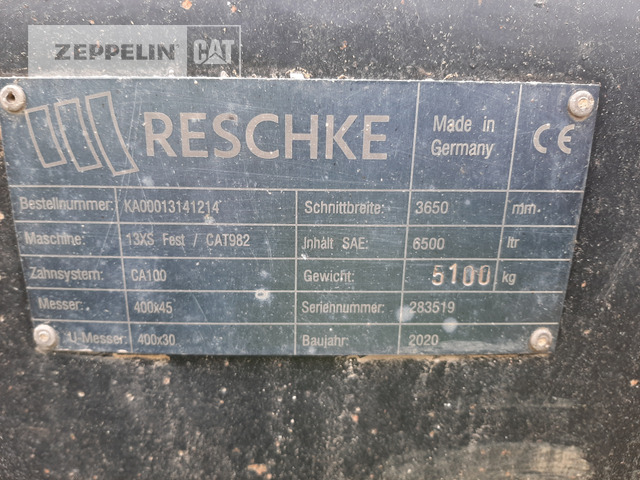 ZEPPELIN CAT
RESCHKE
Made in
Germany
CE
Bestellnummer: KA00013141214 Schnittbreite: 3650 mm
Maschine: 13XS Fest / CAT982 Inhalt SAE: 6500 ltr
Zahnsystem: CA100 Gewicht: 5100 kg
Messer: 400x45 Seriennummer: 283519
U-Messer: 400x30 Baujahr: 2020